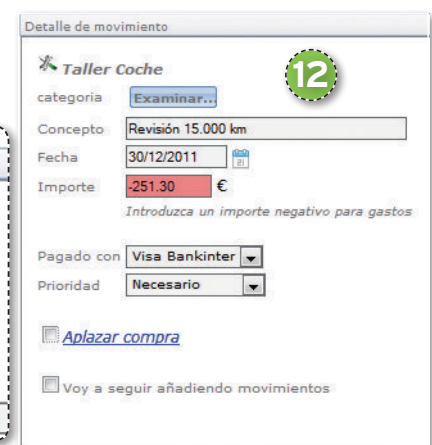 Detalle de movimiento
Taller Coche
12
categoria Examinar...
Concepto Revisión 15.000 km
Fecha 30/12/2011 21
Importe -251.30 €
Introduzca un importe negativo para gastos
Pagado con Visa Bankinter
Prioridad Necesario
Aplazar compra
Voy a seguir añadiendo movimientos